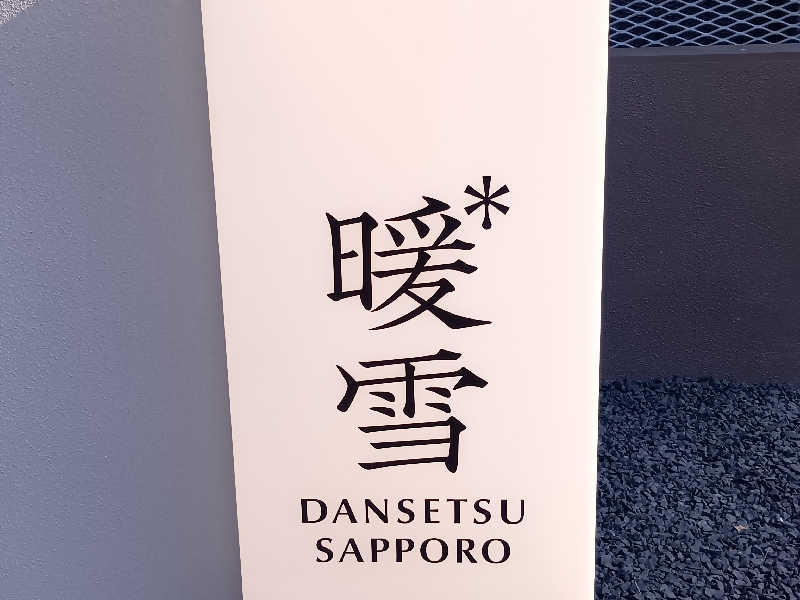 暖*
雪
DANSETSU
SAPPORO